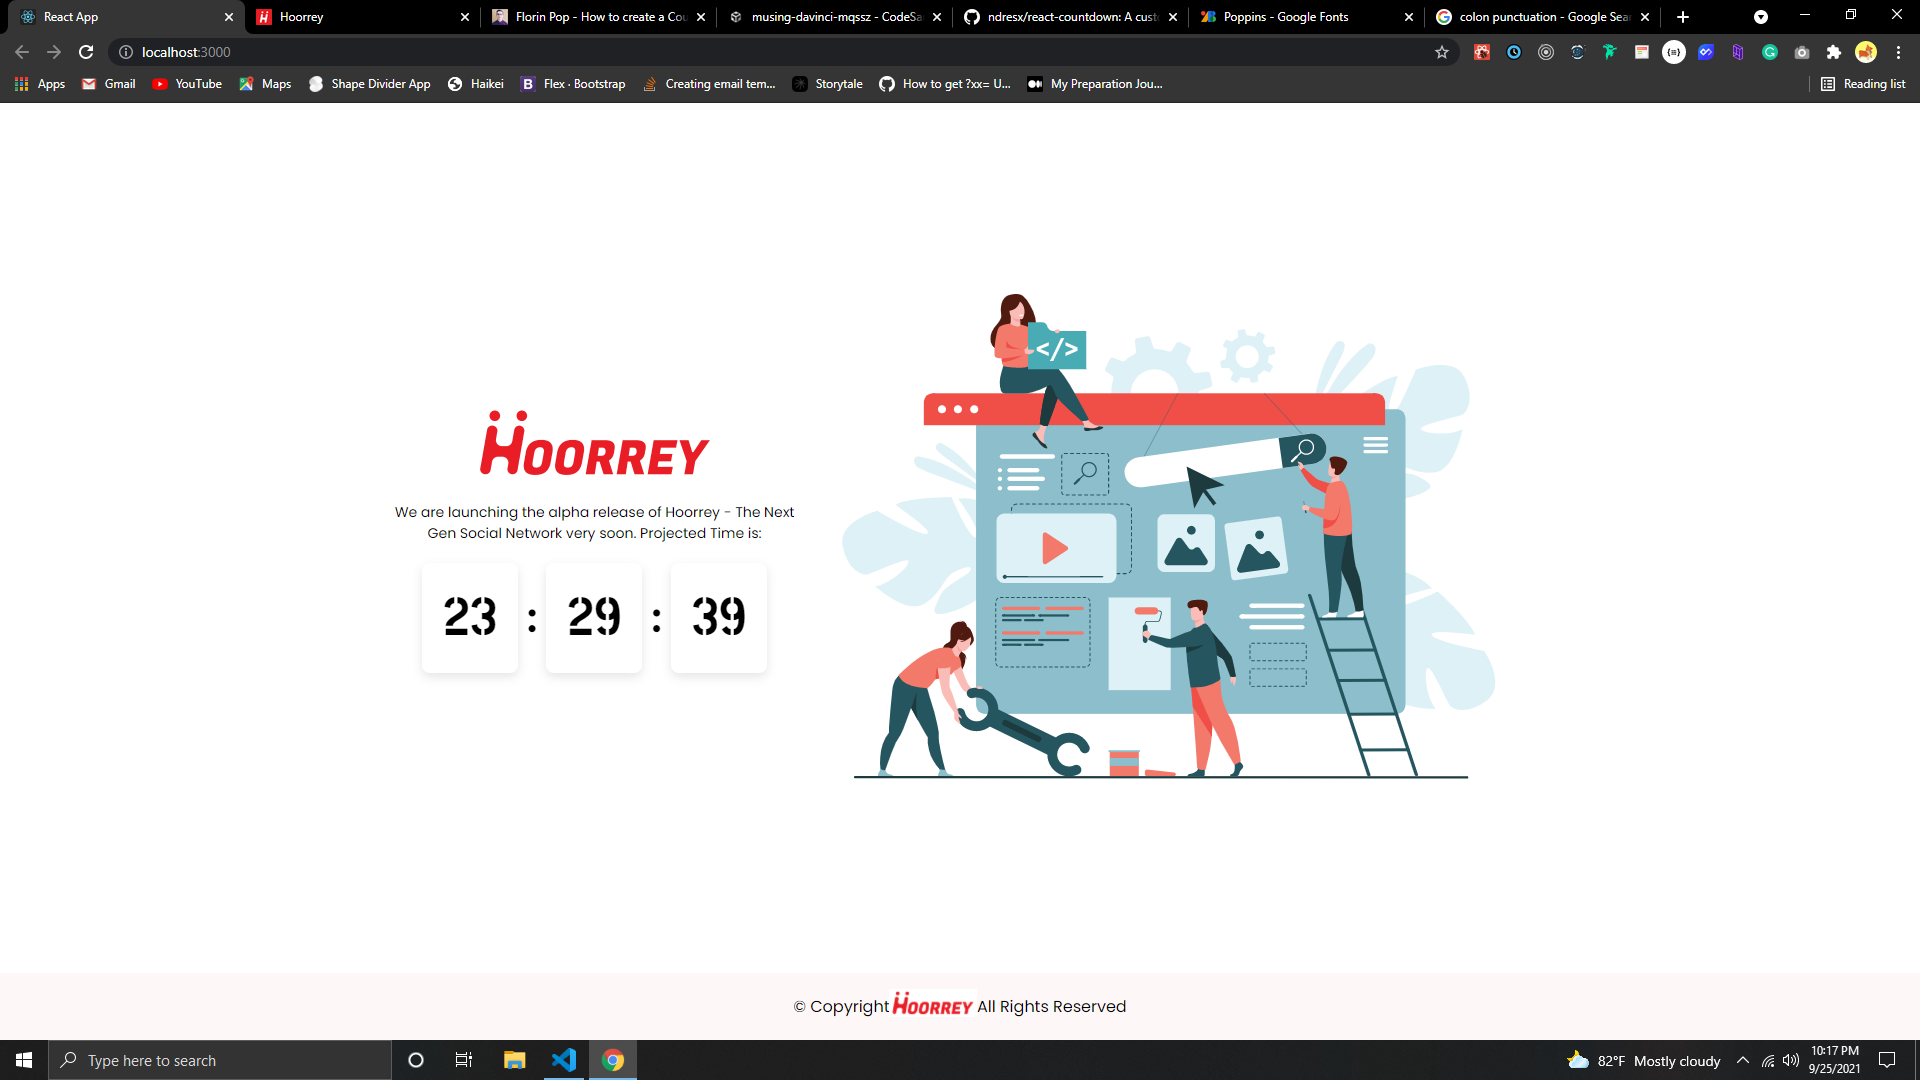 React App
Hoorrey
Florin Pop - How to create a Cou
musing-davinci-mqssz - CodeSa
ndresx/react-countdown: A cust
Poppins - Google Fonts
colon punctuation - Google Sear
localhost:3000
Apps
Gmail
YouTube
Maps
Shape Divider App
Haikei
Flex · Bootstrap
Creating email tem...
Storytale
How to get ?xx= U...
My Preparation Jou...
Reading list
</>
HOORREY
We are launching the alpha release of Hoorrey - The Next
Gen Social Network very soon. Projected Time is:
23 : 29 : 39
© Copyright HOORREY All Rights Reserved
Type here to search
82°F Mostly cloudy
10:17 PM
9/25/2021